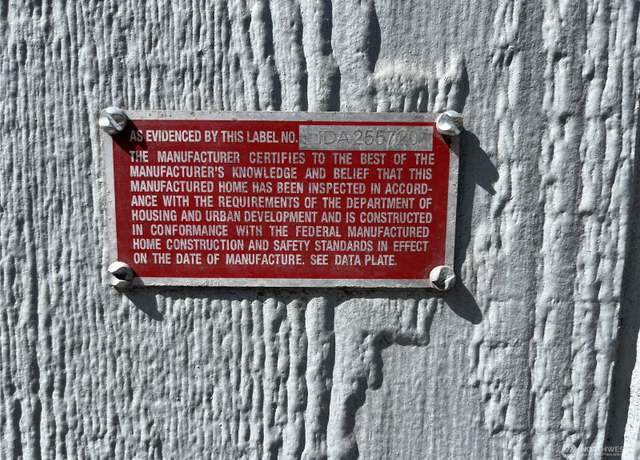 AS EVIDENCED BY THIS LABEL NO. IDA255720
THE MANUFACTURER CERTIFIES TO THE BEST OF THE
MANUFACTURER'S KNOWLEDGE AND BELIEF THAT THIS
MANUFACTURED HOME HAS BEEN INSPECTED IN ACCORD-
ANCE WITH THE REQUIREMENTS OF THE DEPARTMENT OF
HOUSING AND URBAN DEVELOPMENT AND IS CONSTRUCTED
IN CONFORMANCE WITH THE FEDERAL MANUFACTURED
HOME CONSTRUCTION AND SAFETY STANDARDS IN EFFECT
ON THE DATE OF MANUFACTURE. SEE DATA PLATE.
NORTHWEST